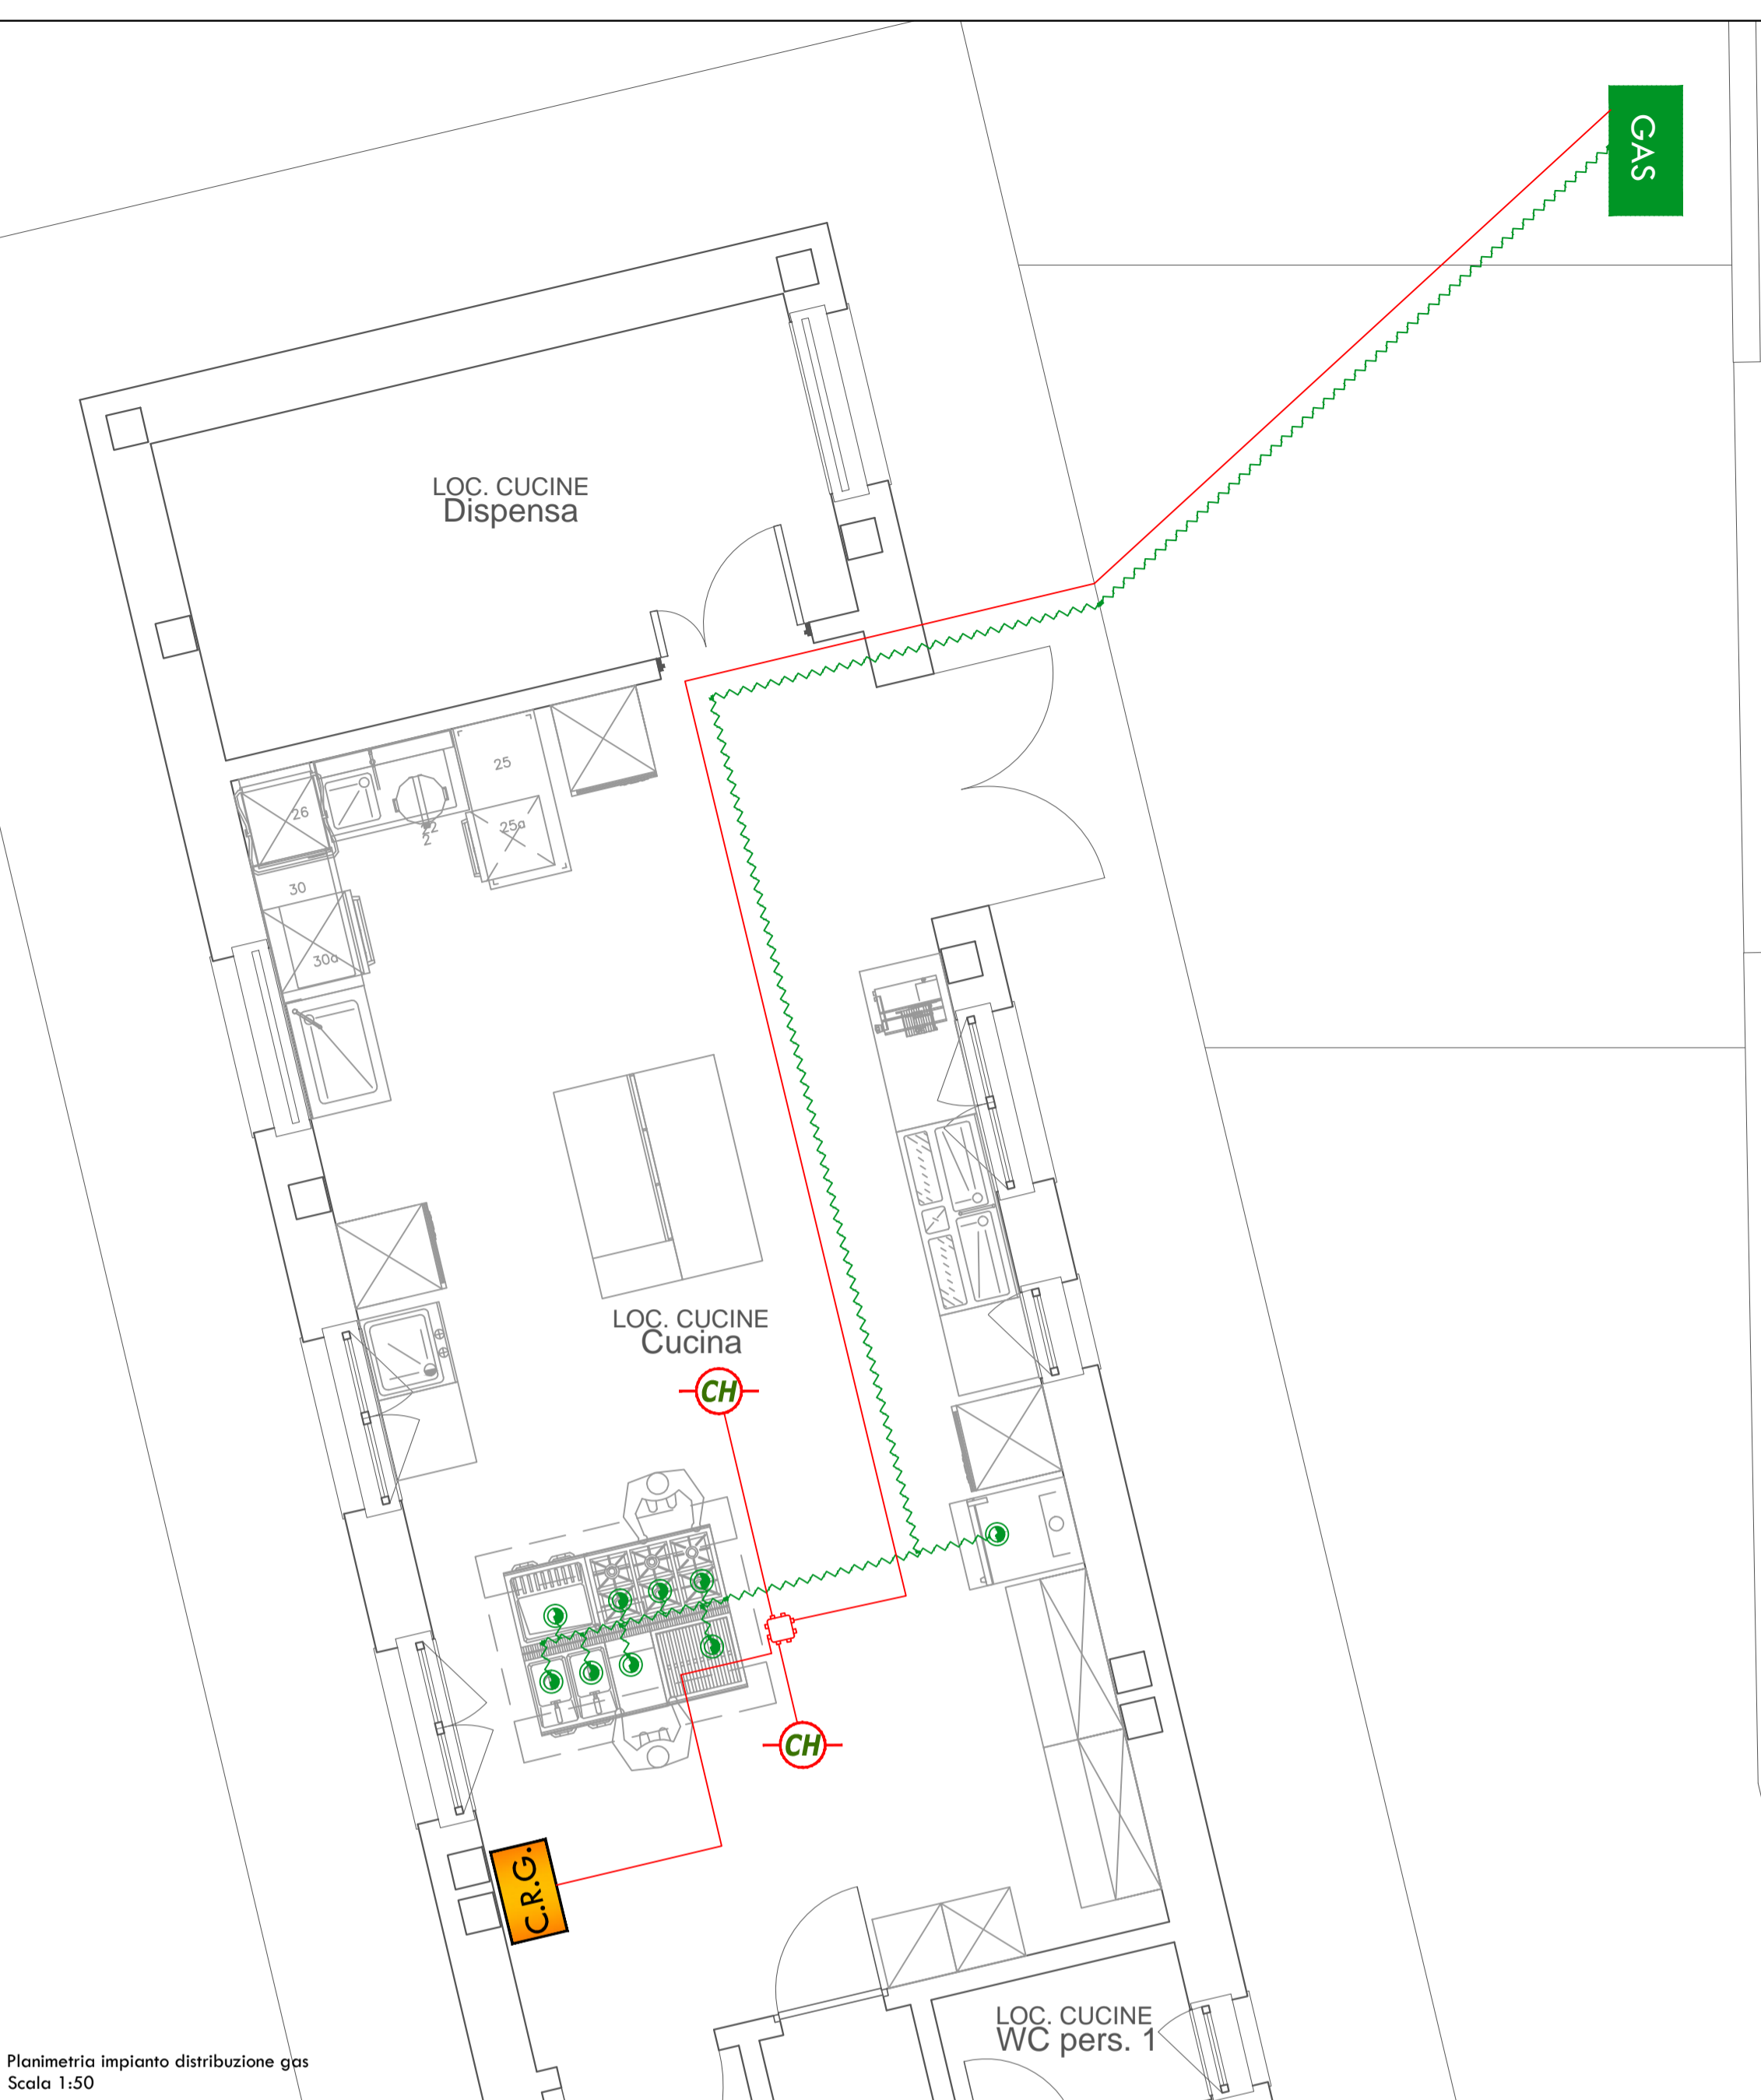 GAS
LOC. CUCINE
Dispensa
25
26
25a
22
2
30
30a
LOC. CUCINE
Cucina
CH
CH
C.R.G.
LOC. CUCINE
WC pers. 1
Planimetria impianto distribuzione gas
Scala 1:50